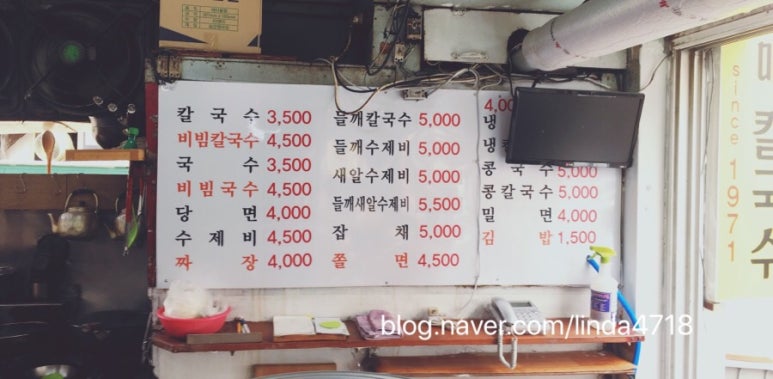 칼국수 3,500
비빔칼국수 4,500
국수 3,500
비빔국수 4,500
당면 4,000
수제비 4,500
짜장 4,000
들깨칼국수 5,000
들깨수제비 5,000
새알수제비 5,000
들깨새알수제비 5,500
잡채 5,000
쫄면 4,500
4,0
냉
냉
콩국수 5,000
콩칼국수 5,000
밀면 4,000
김밥 1,500
since 1971
칼국수
blog.naver.com/linda4718